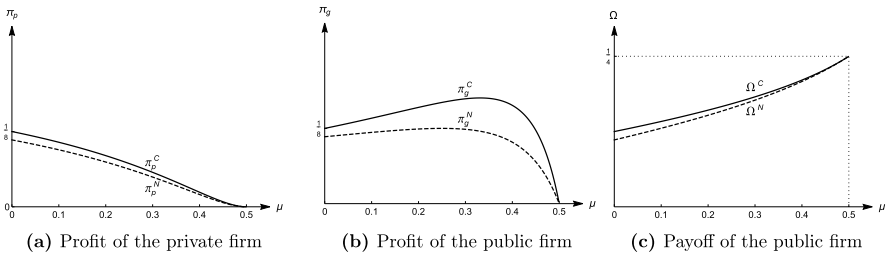 π_p
1/8
0
π_p^C
π_p^N
0 0.1 0.2 0.3 0.4 0.5 μ
(a) Profit of the private firm
π_g
1/8
π_g^C
π_g^N
0 0.1 0.2 0.3 0.4 0.5 μ
(b) Profit of the public firm
Ω
1/4
Ω^C
Ω^N
0 0.1 0.2 0.3 0.4 0.5 μ
(c) Payoff of the public firm